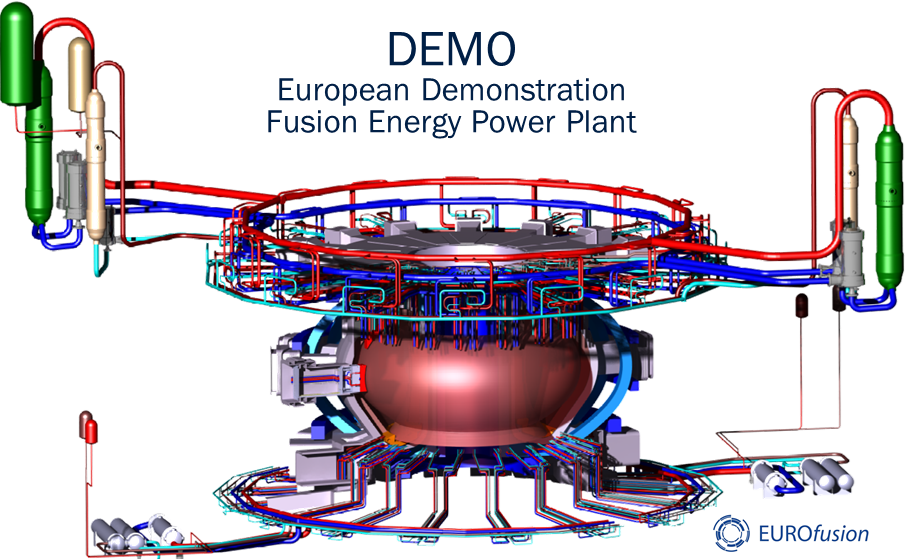 DEMO
European Demonstration
Fusion Energy Power Plant
EUROfusion